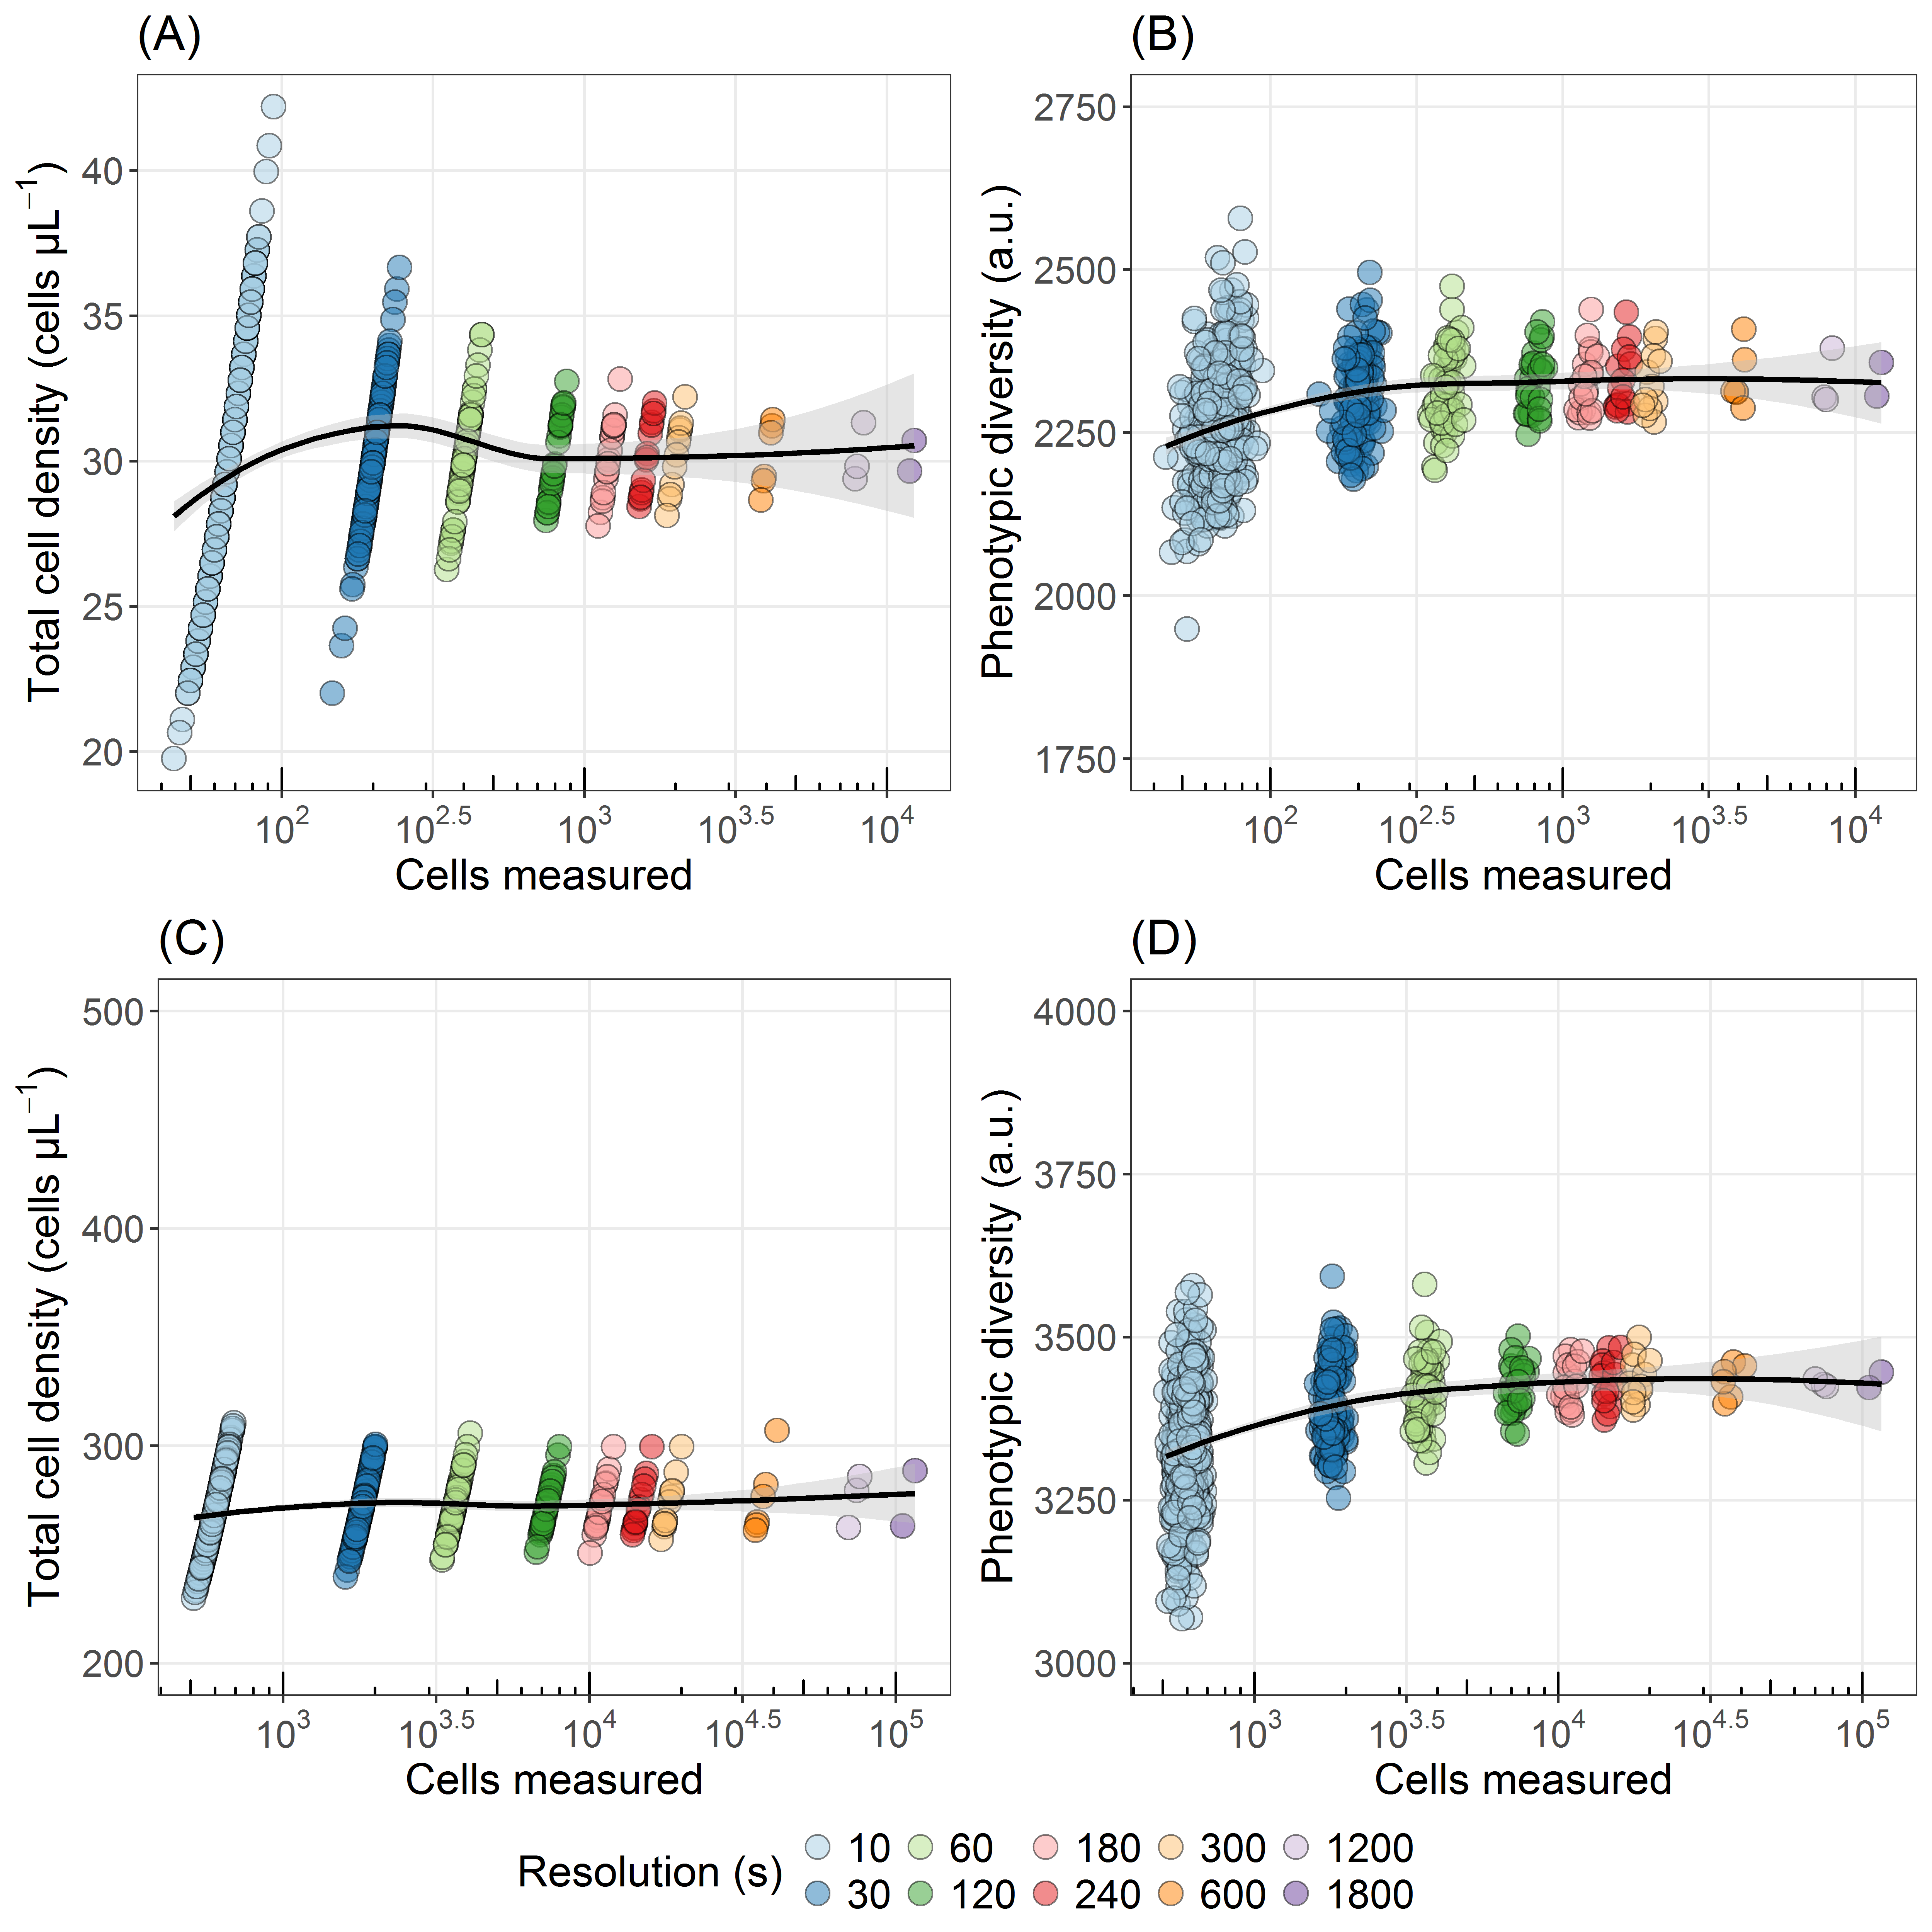 (A)
Total cell density (cells µL⁻¹)
40
35
30
25
20
10² 10^2.5 10³ 10^3.5 10⁴
Cells measured
(B)
Phenotypic diversity (a.u.)
2750
2500
2250
2000
1750
10² 10^2.5 10³ 10^3.5 10⁴
Cells measured
(C)
Total cell density (cells µL⁻¹)
500
400
300
200
10³ 10^3.5 10⁴ 10^4.5 10⁵
Cells measured
(D)
Phenotypic diversity (a.u.)
4000
3750
3500
3250
3000
10³ 10^3.5 10⁴ 10^4.5 10⁵
Cells measured
Resolution (s)
10 60 180 300 1200
30 120 240 600 1800